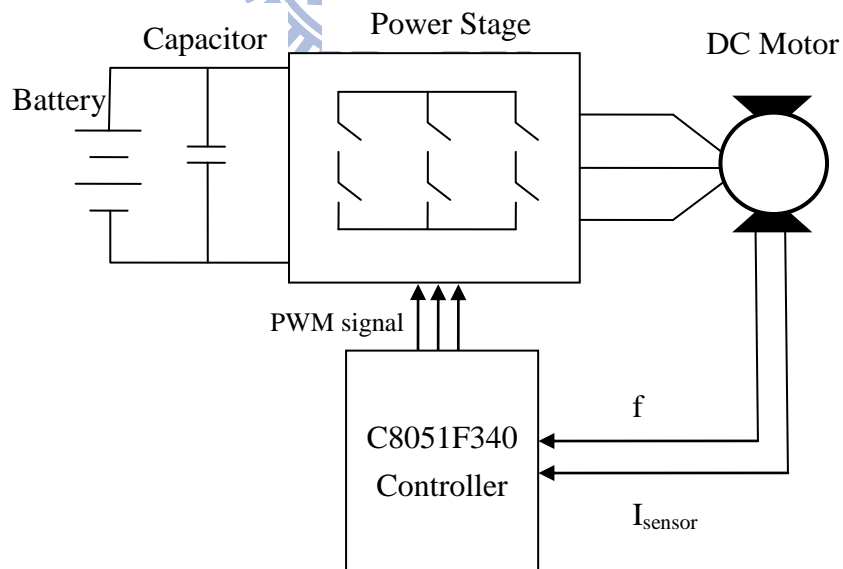 Power Stage
Capacitor
DC Motor
Battery
PWM signal
f
C8051F340
Controller
Isensor